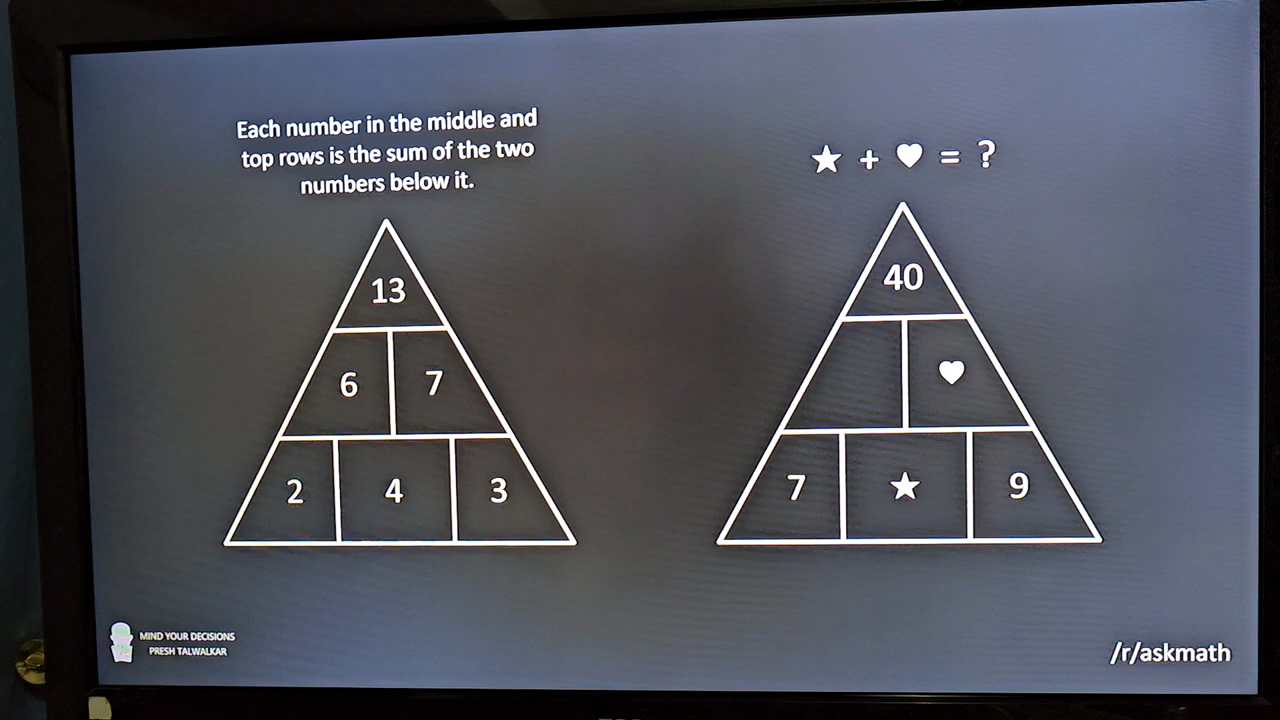 Each number in the middle and
top rows is the sum of the two
numbers below it.
★ + ♥ = ?
13
6 7
2 4 3
40
♥
7 ★ 9
MIND YOUR DECISIONS
PRESH TALWALKAR
/r/askmath